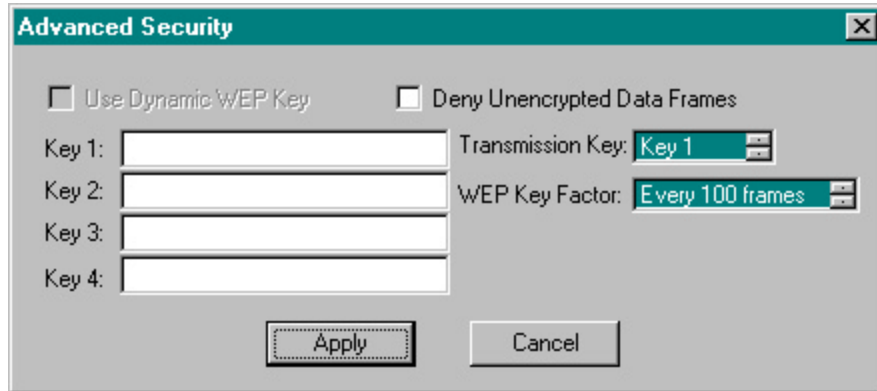 Advanced Security
Use Dynamic WEP Key
Deny Unencrypted Data Frames
Key 1:
Transmission Key: Key 1
Key 2:
WEP Key Factor: Every 100 frames
Key 3:
Key 4:
Apply
Cancel